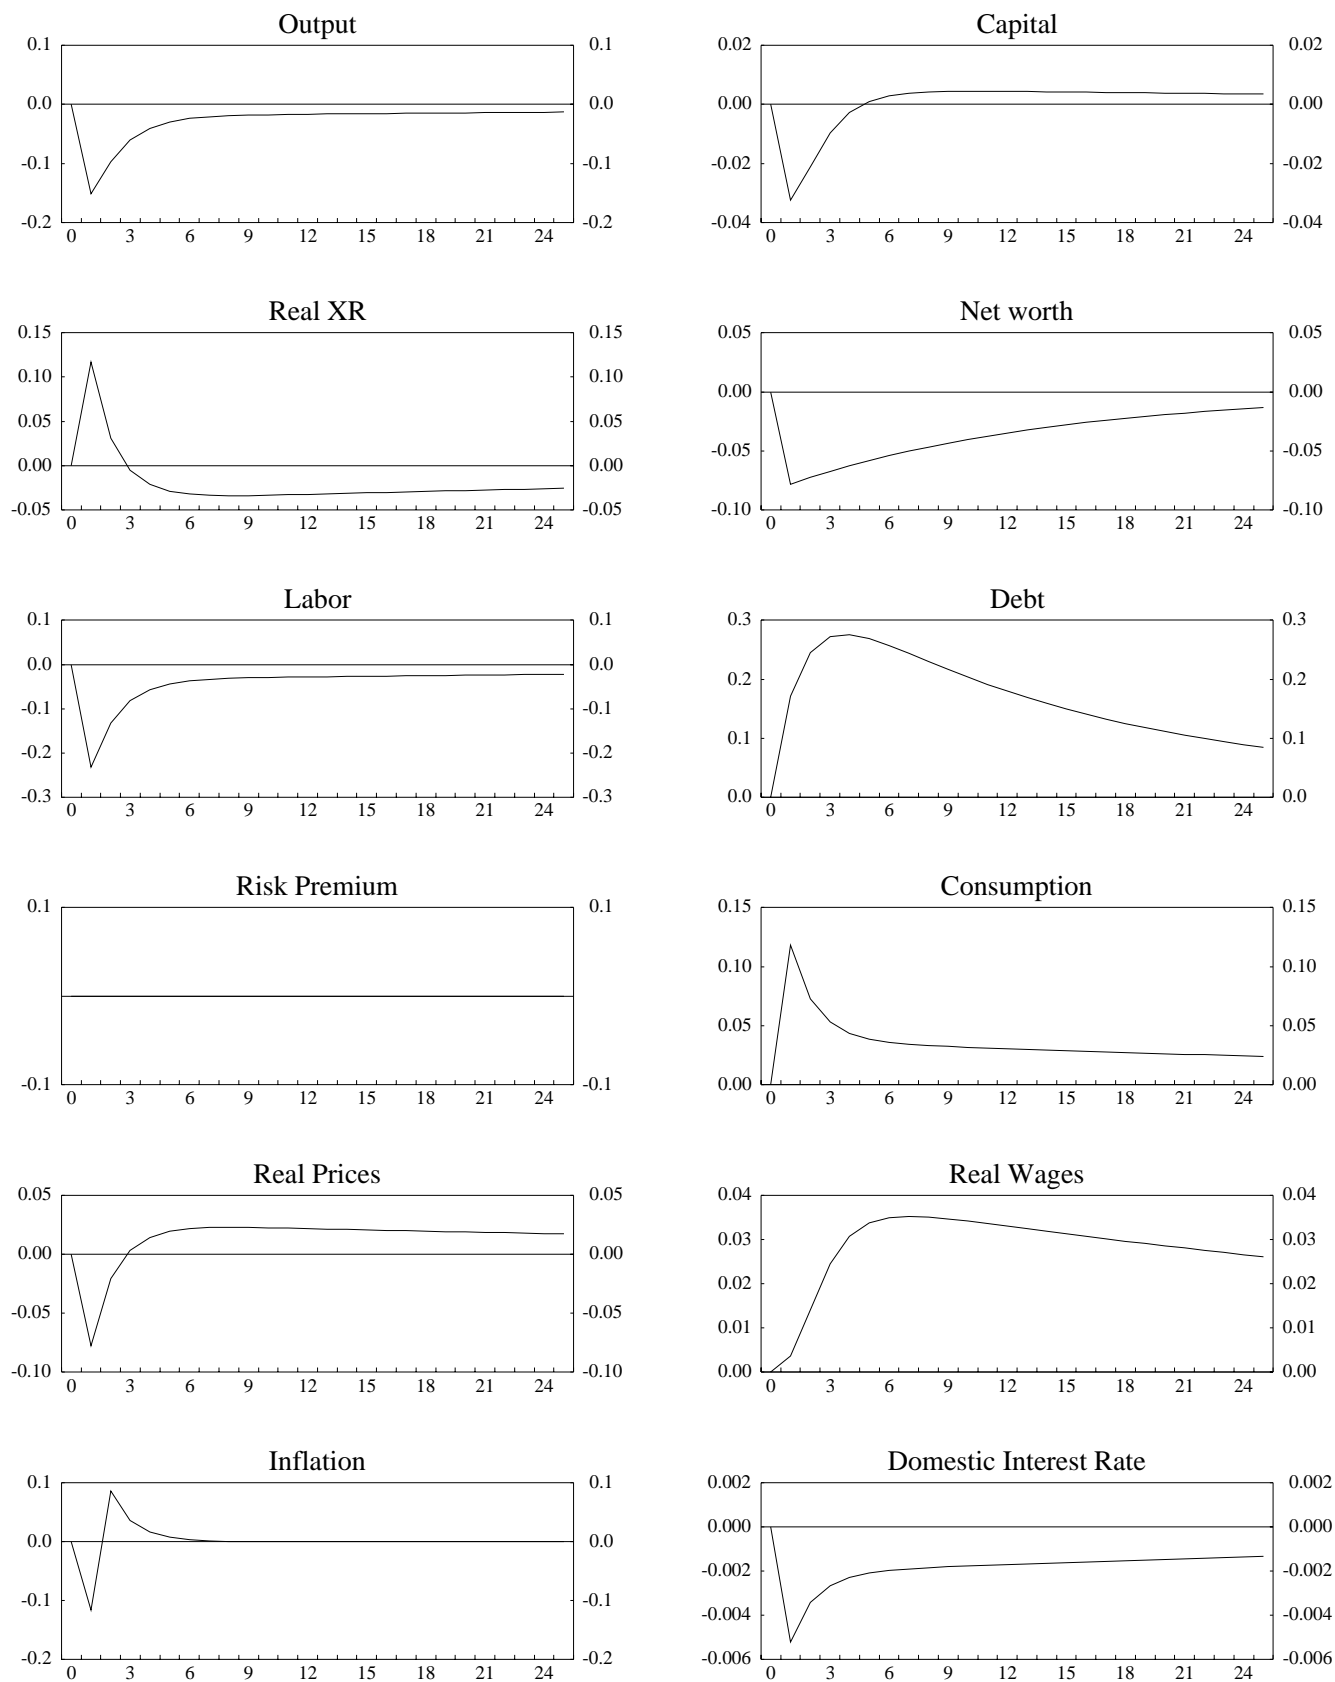 Output
0.1 0.1
0.0 0.0
-0.1 -0.1
-0.2 -0.2
0 3 6 9 12 15 18 21 24
Capital
0.02 0.02
0.00 0.00
-0.02 -0.02
-0.04 -0.04
0 3 6 9 12 15 18 21 24
Real XR
0.15 0.15
0.10 0.10
0.05 0.05
0.00 0.00
-0.05 -0.05
0 3 6 9 12 15 18 21 24
Net worth
0.05 0.05
0.00 0.00
-0.05 -0.05
-0.10 -0.10
0 3 6 9 12 15 18 21 24
Labor
0.1 0.1
0.0 0.0
-0.1 -0.1
-0.2 -0.2
-0.3 -0.3
0 3 6 9 12 15 18 21 24
Debt
0.3 0.3
0.2 0.2
0.1 0.1
0.0 0.0
0 3 6 9 12 15 18 21 24
Risk Premium
0.1 0.1
-0.1 -0.1
0 3 6 9 12 15 18 21 24
Consumption
0.15 0.15
0.10 0.10
0.05 0.05
0.00 0.00
0 3 6 9 12 15 18 21 24
Real Prices
0.05 0.05
0.00 0.00
-0.05 -0.05
-0.10 -0.10
0 3 6 9 12 15 18 21 24
Real Wages
0.04 0.04
0.03 0.03
0.02 0.02
0.01 0.01
0.00 0.00
0 3 6 9 12 15 18 21 24
Inflation
0.1 0.1
0.0 0.0
-0.1 -0.1
-0.2 -0.2
0 3 6 9 12 15 18 21 24
Domestic Interest Rate
0.002 0.002
0.000 0.000
-0.002 -0.002
-0.004 -0.004
-0.006 -0.006
0 3 6 9 12 15 18 21 24